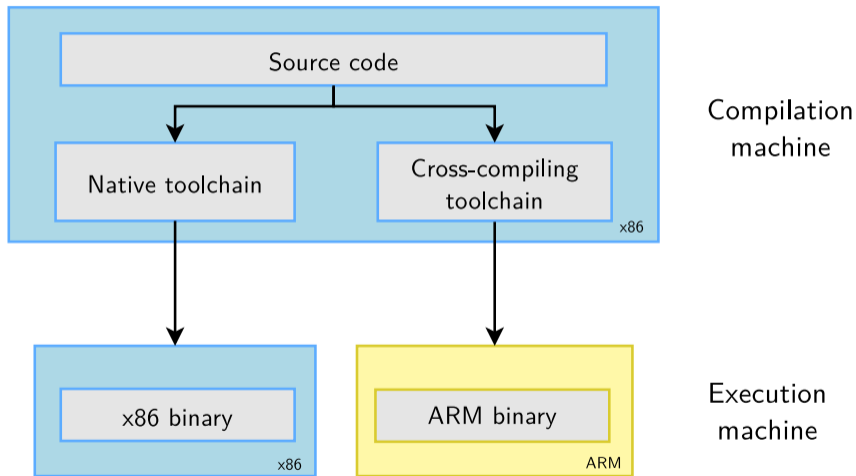 Source code
Compilation
machine
Native toolchain
Cross-compiling
toolchain
x86
x86 binary
ARM binary
Execution
machine
x86
ARM